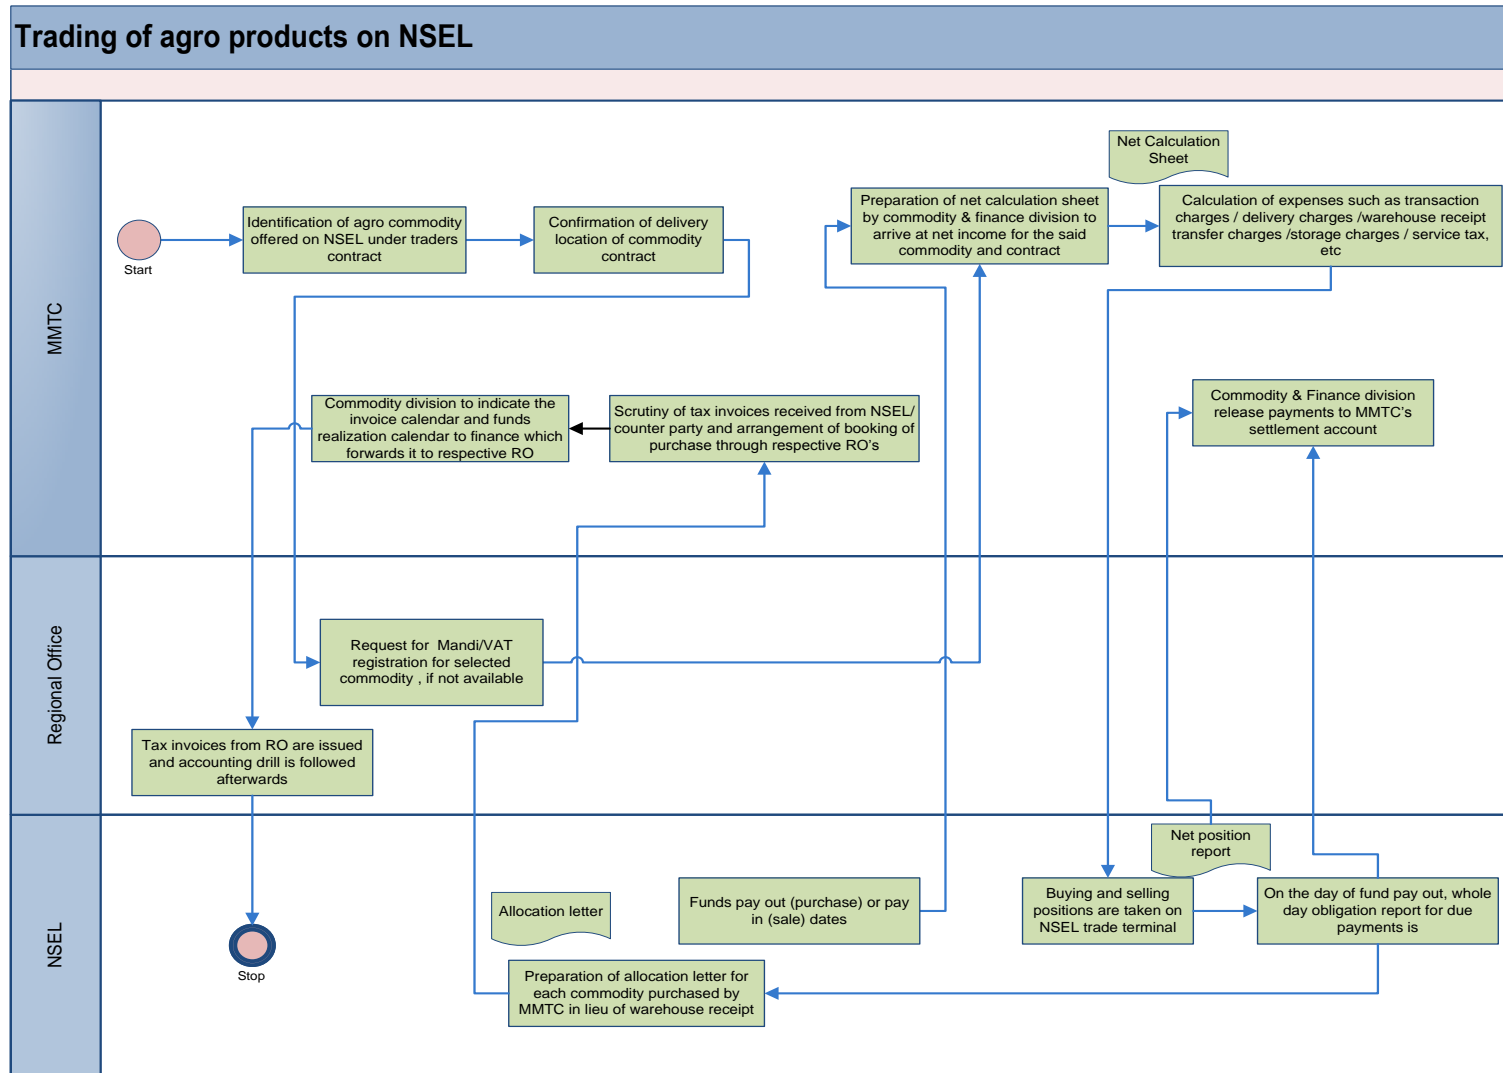 Trading of agro products on NSEL
MMTC
Start
Identification of agro commodity
offered on NSEL under traders
contract
Confirmation of delivery
location of commodity
contract
Preparation of net calculation sheet
by commodity & finance division to
arrive at net income for the said
commodity and contract
Net Calculation
Sheet
Calculation of expenses such as transaction
charges / delivery charges /warehouse receipt
transfer charges /storage charges / service tax,
etc
Commodity division to indicate the
invoice calendar and funds
realization calendar to finance which
forwards it to respective RO
Scrutiny of tax invoices received from NSEL/
counter party and arrangement of booking of
purchase through respective RO's
Commodity & Finance division
release payments to MMTC's
settlement account
Regional Office
Request for Mandi/VAT
registration for selected
commodity , if not available
Tax invoices from RO are issued
and accounting drill is followed
afterwards
NSEL
Stop
Allocation letter
Funds pay out (purchase) or pay
in (sale) dates
Net position
report
Buying and selling
positions are taken on
NSEL trade terminal
On the day of fund pay out, whole
day obligation report for due
payments is
Preparation of allocation letter for
each commodity purchased by
MMTC in lieu of warehouse receipt